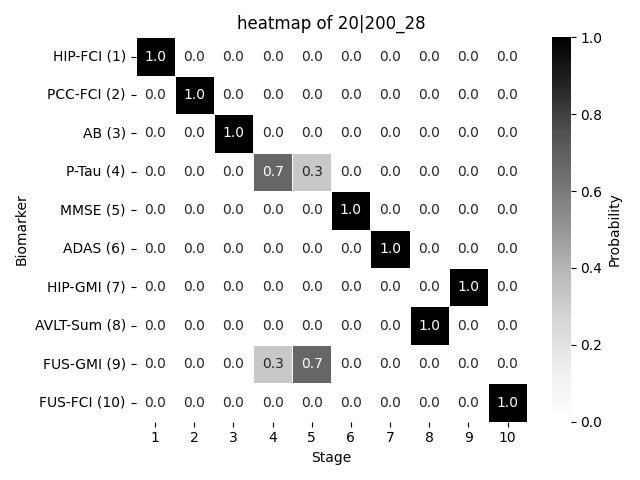 heatmap of 20|200_28
HIP-FCI (1) 1.0 0.0 0.0 0.0 0.0 0.0 0.0 0.0 0.0 0.0
PCC-FCI (2) 0.0 1.0 0.0 0.0 0.0 0.0 0.0 0.0 0.0 0.0
AB (3) 0.0 0.0 1.0 0.0 0.0 0.0 0.0 0.0 0.0 0.0
P-Tau (4) 0.0 0.0 0.0 0.7 0.3 0.0 0.0 0.0 0.0 0.0
MMSE (5) 0.0 0.0 0.0 0.0 0.0 1.0 0.0 0.0 0.0 0.0
ADAS (6) 0.0 0.0 0.0 0.0 0.0 0.0 1.0 0.0 0.0 0.0
HIP-GMI (7) 0.0 0.0 0.0 0.0 0.0 0.0 0.0 0.0 1.0 0.0
AVLT-Sum (8) 0.0 0.0 0.0 0.0 0.0 0.0 0.0 1.0 0.0 0.0
FUS-GMI (9) 0.0 0.0 0.0 0.3 0.7 0.0 0.0 0.0 0.0 0.0
FUS-FCI (10) 0.0 0.0 0.0 0.0 0.0 0.0 0.0 0.0 0.0 1.0
1 2 3 4 5 6 7 8 9 10
Stage
Biomarker
1.0
0.8
0.6
0.4
0.2
0.0
Probability